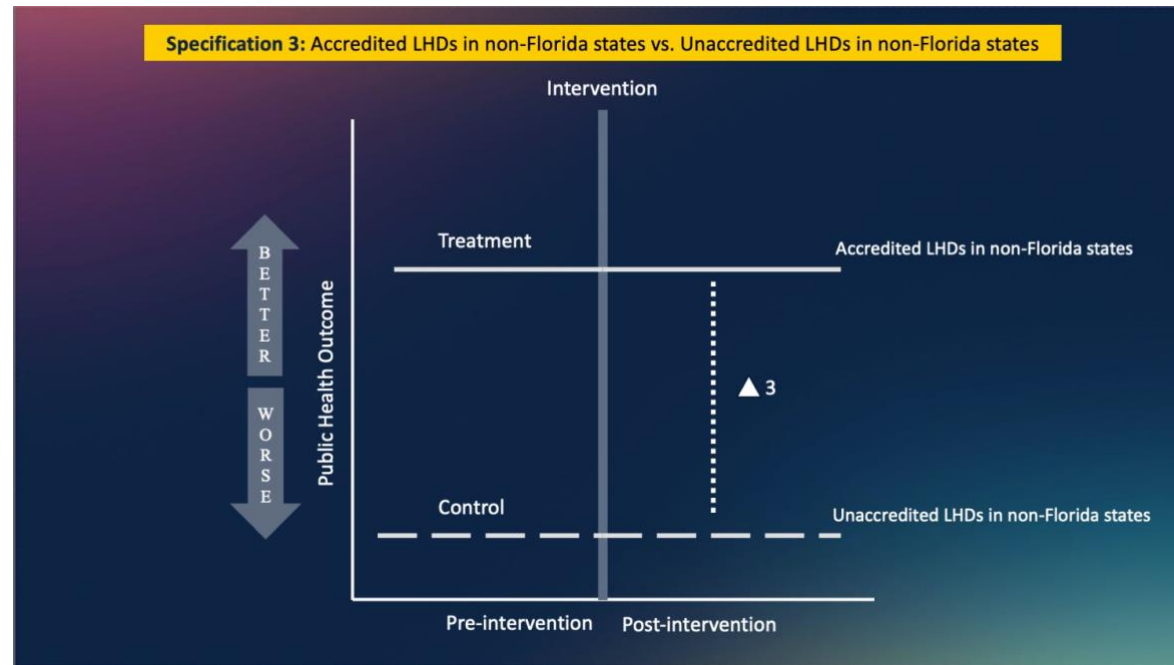 Specification 3: Accredited LHDs in non-Florida states vs. Unaccredited LHDs in non-Florida states
Intervention
BETTER
WORSE
Public Health Outcome
Treatment
Accredited LHDs in non-Florida states
▲ 3
Control
Unaccredited LHDs in non-Florida states
Pre-intervention
Post-intervention